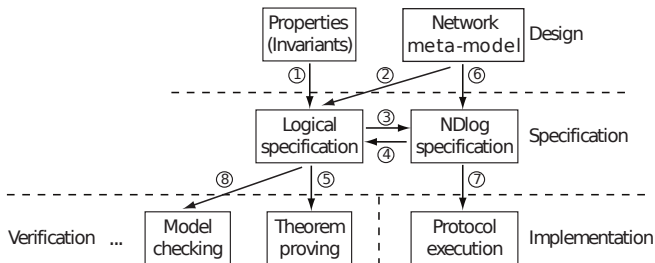 Properties
(Invariants)
Network
meta-model
Design
①
②
⑥
Logical
specification
③
④
NDlog
specification
Specification
⑧
⑤
⑦
Verification ...
Model
checking
Theorem
proving
Protocol
execution
Implementation